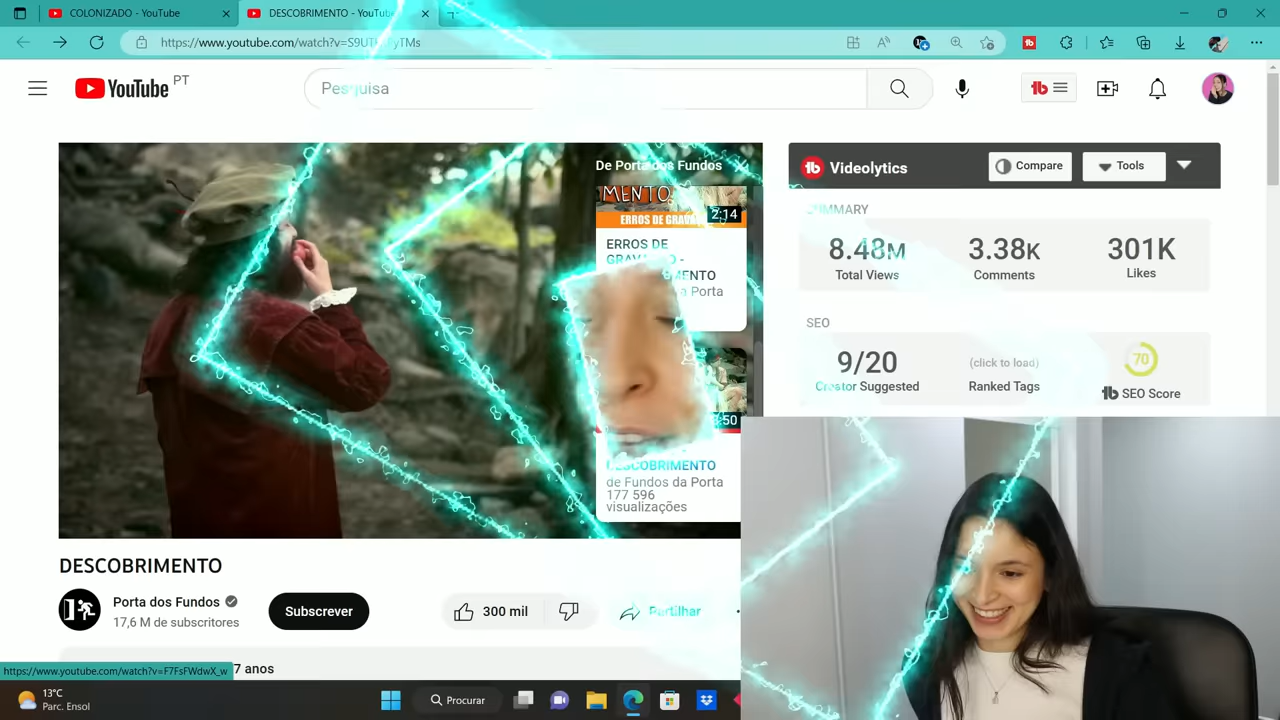 COLONIZADO - YouTube
DESCOBRIMENTO - YouTube
https://www.youtube.com/watch?v=
YouTube PT
Pesquisa
De Porta dos Fundos
MENTO
ERROS DE
2:14
ERROS DE
a Porta
DESCOBRIMENTO
de Fundos da Porta
177 596
visualizações
Videolytics
Compare
Tools
SUMMARY
8.48M
3.38K
301K
Total Views
Comments
Likes
SEO
9/20
(click to load)
70
Creator Suggested
Ranked Tags
SEO Score
DESCOBRIMENTO
Porta dos Fundos
17,6 M de subscritores
Subscrever
300 mil
Partilhar
https://www.youtube.com/watch?v=F7FsFWdwX_w
7 anos
13°C
Parc. Ensol
Procurar